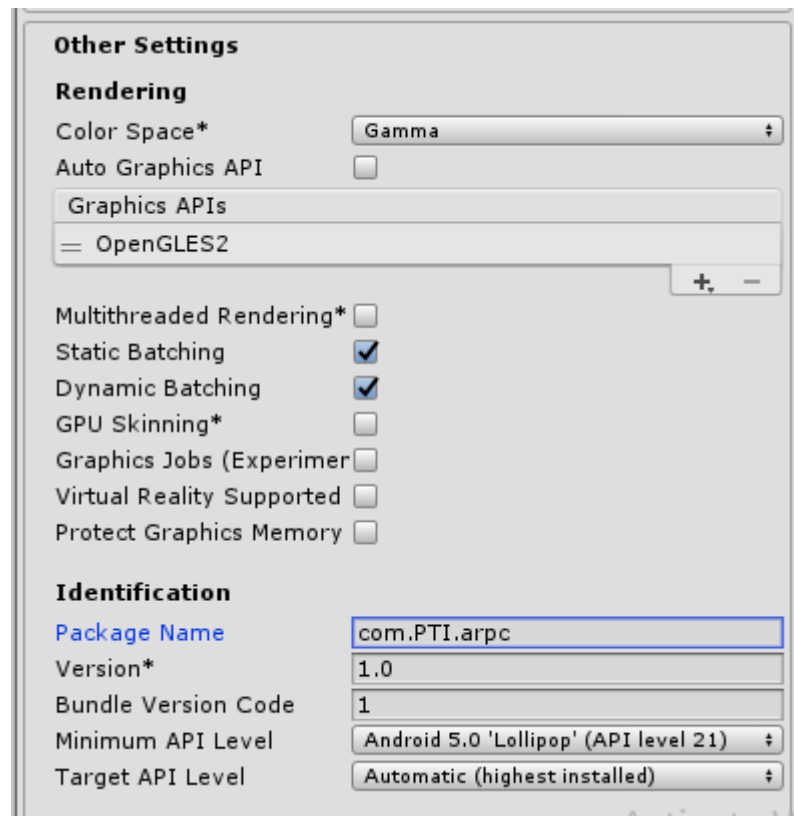 Other Settings
Rendering
Color Space* Gamma
Auto Graphics API
Graphics APIs
= OpenGLES2
+ −
Multithreaded Rendering*
Static Batching
Dynamic Batching
GPU Skinning*
Graphics Jobs (Experimer
Virtual Reality Supported
Protect Graphics Memory
Identification
Package Name com.PTI.arpc
Version* 1.0
Bundle Version Code 1
Minimum API Level Android 5.0 'Lollipop' (API level 21)
Target API Level Automatic (highest installed)